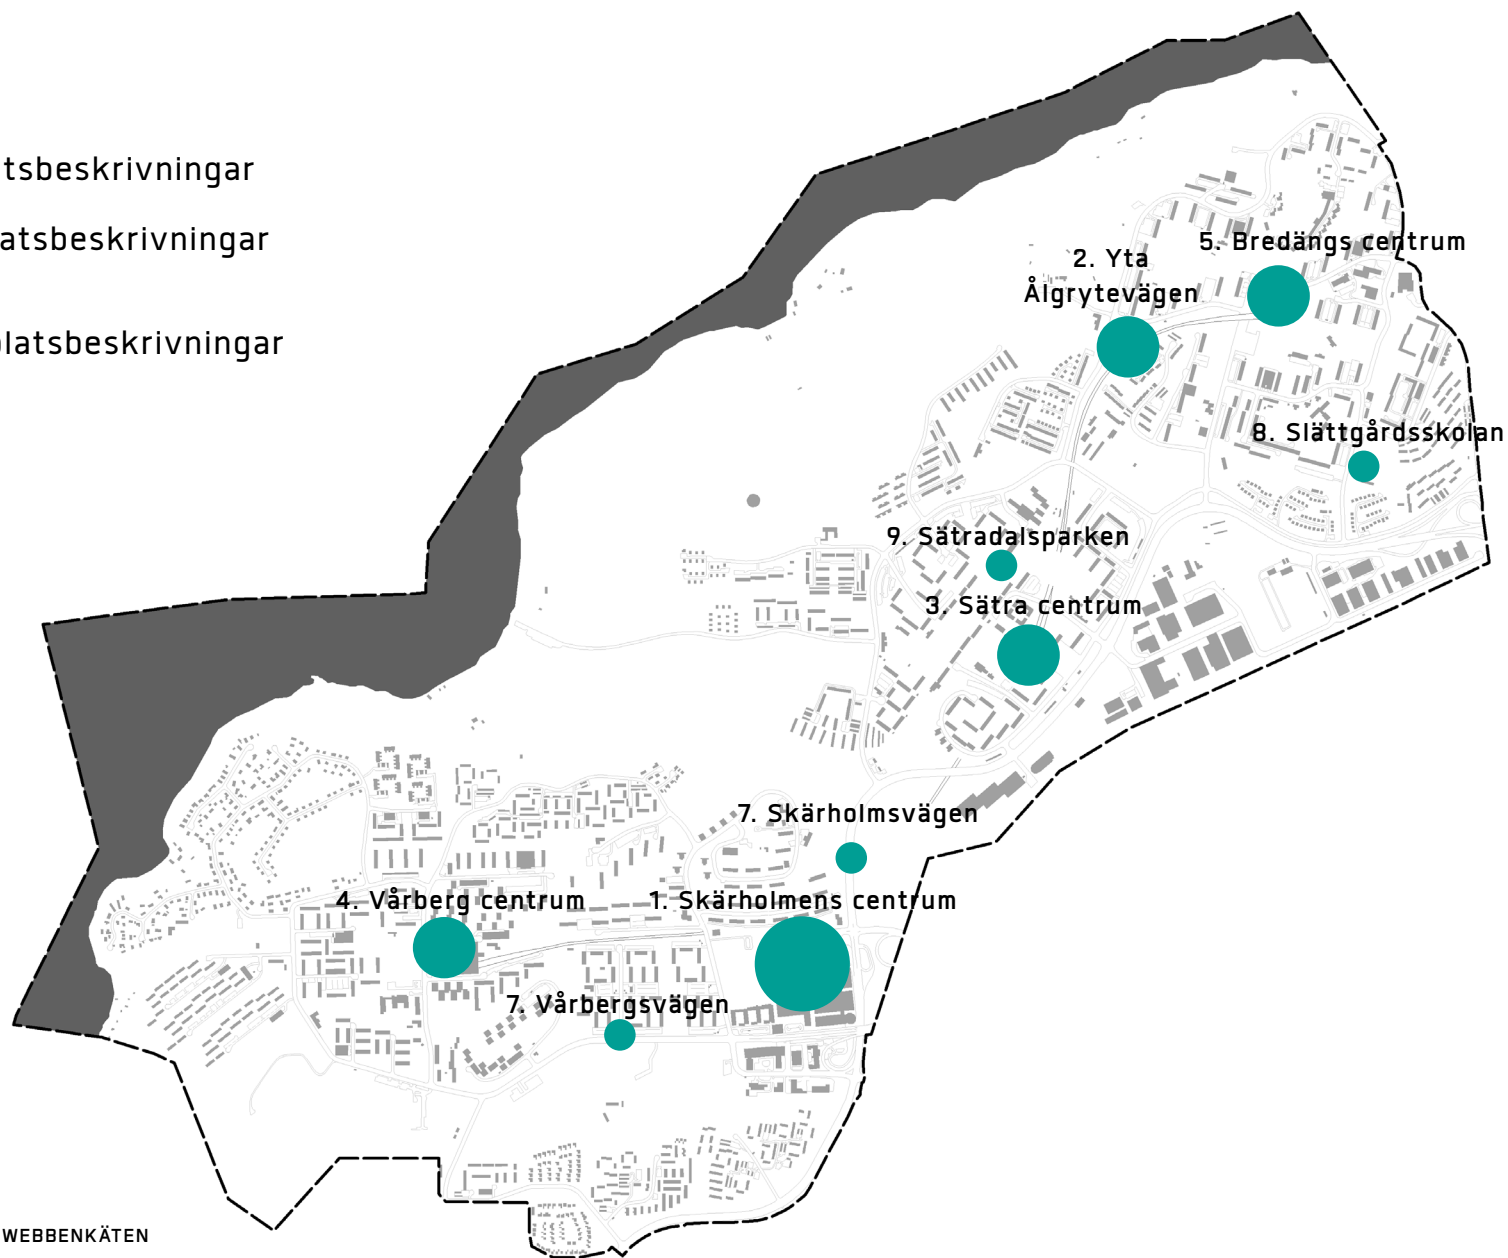 tsbeskrivningar
atsbeskrivningar
platsbeskrivningar
5. Bredängs centrum
2. Yta
Ålgrytevägen
8. Slättgårdsskolan
9. Sätradalsparken
3. Sätra centrum
7. Skärholmsvägen
4. Vårberg centrum
1. Skärholmens centrum
7. Vårbergsvägen
WEBBENKÄTEN